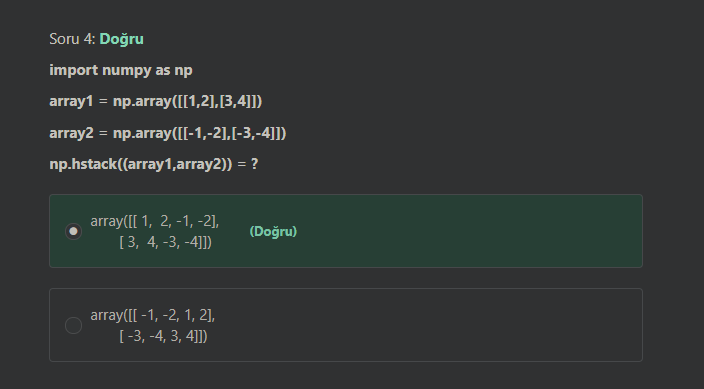 Soru 4: Doğru
import numpy as np
array1 = np.array([[1,2],[3,4]])
array2 = np.array([[-1,-2],[-3,-4]])
np.hstack((array1,array2)) = ?
array([[ 1,  2, -1, -2],
(Doğru)
[ 3,  4, -3, -4]])
array([[ -1, -2, 1, 2],
[ -3, -4, 3, 4]])